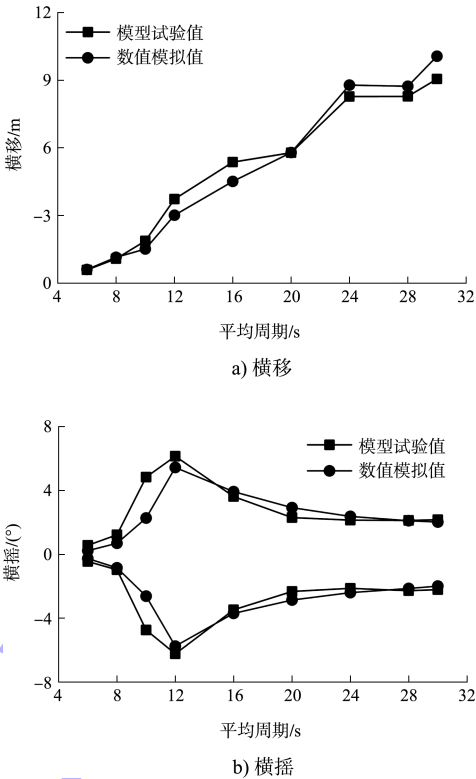 12
模型试验值
数值模拟值
9
横移/m
6
-3
0
4 8 12 16 20 24 28 32
平均周期/s
a) 横移
8
模型试验值
数值模拟值
4
横摇/(°)
0
-4
-8
4 8 12 16 20 24 28 32
平均周期/s
b) 横摇